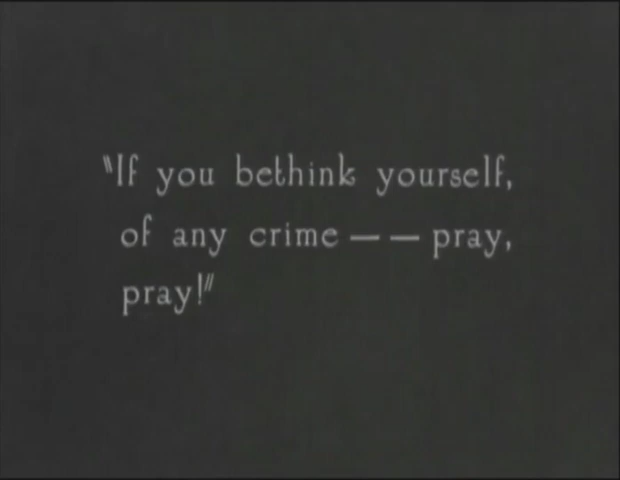 "If you bethink yourself,
of any crime — — pray,
pray!"